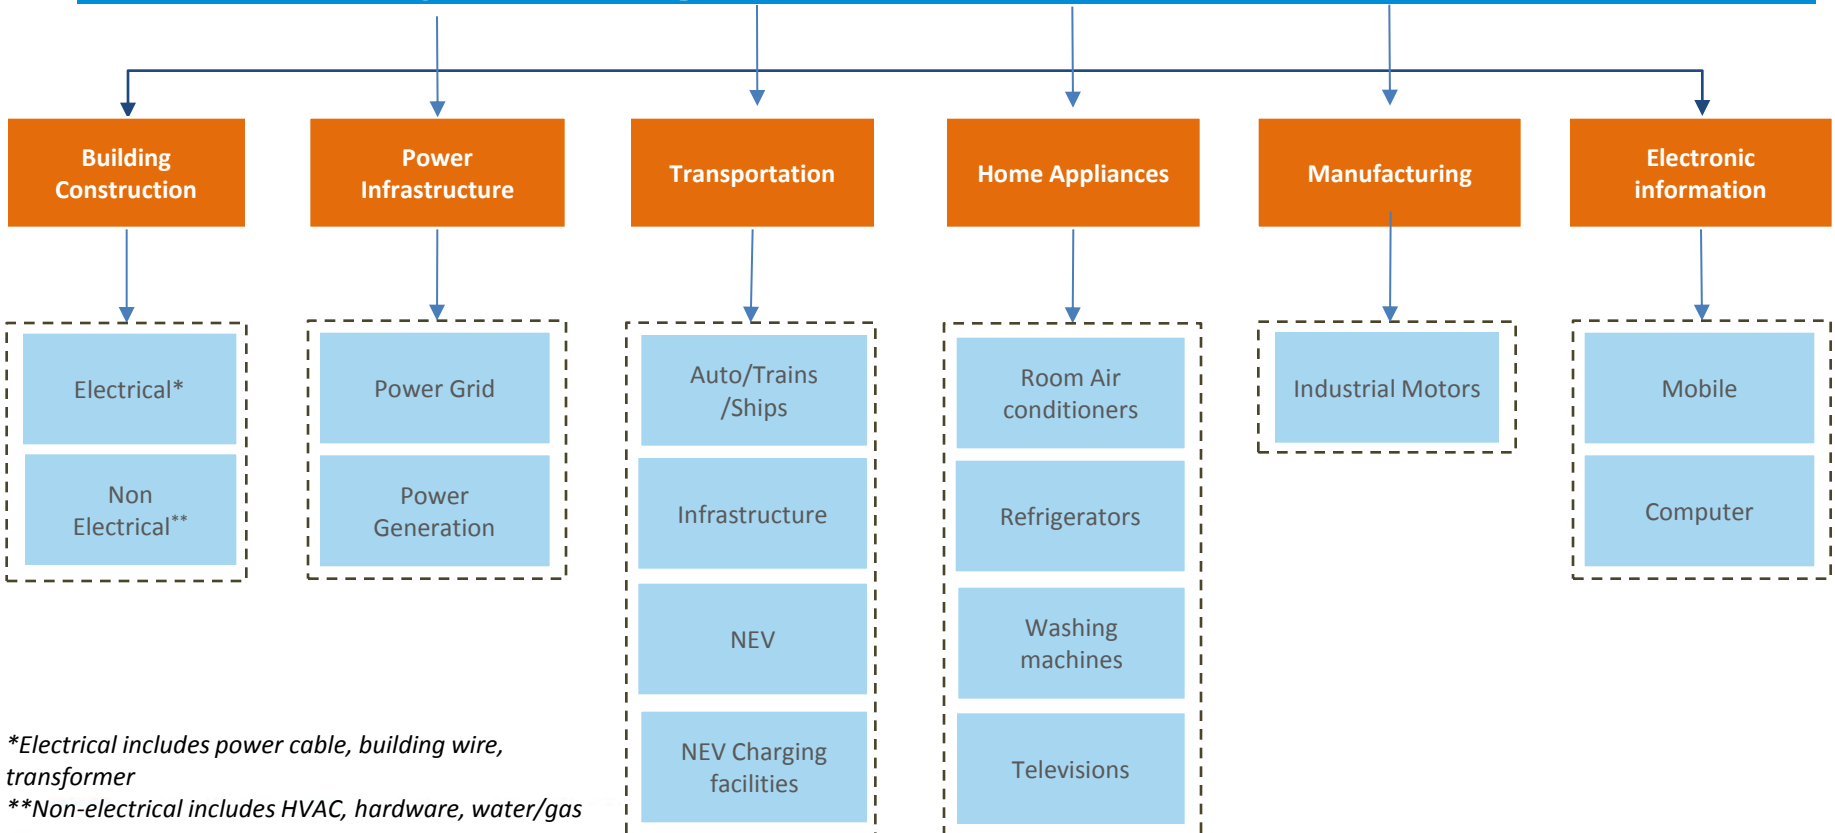 Building
Construction
Power
Infrastructure
Transportation
Home Appliances
Manufacturing
Electronic
information
Electrical*
Non
Electrical**
Power Grid
Power
Generation
Auto/Trains
/Ships
Infrastructure
NEV
NEV Charging
facilities
Room Air
conditioners
Refrigerators
Washing
machines
Televisions
Industrial Motors
Mobile
Computer
*Electrical includes power cable, building wire,
transformer
**Non-electrical includes HVAC, hardware, water/gas